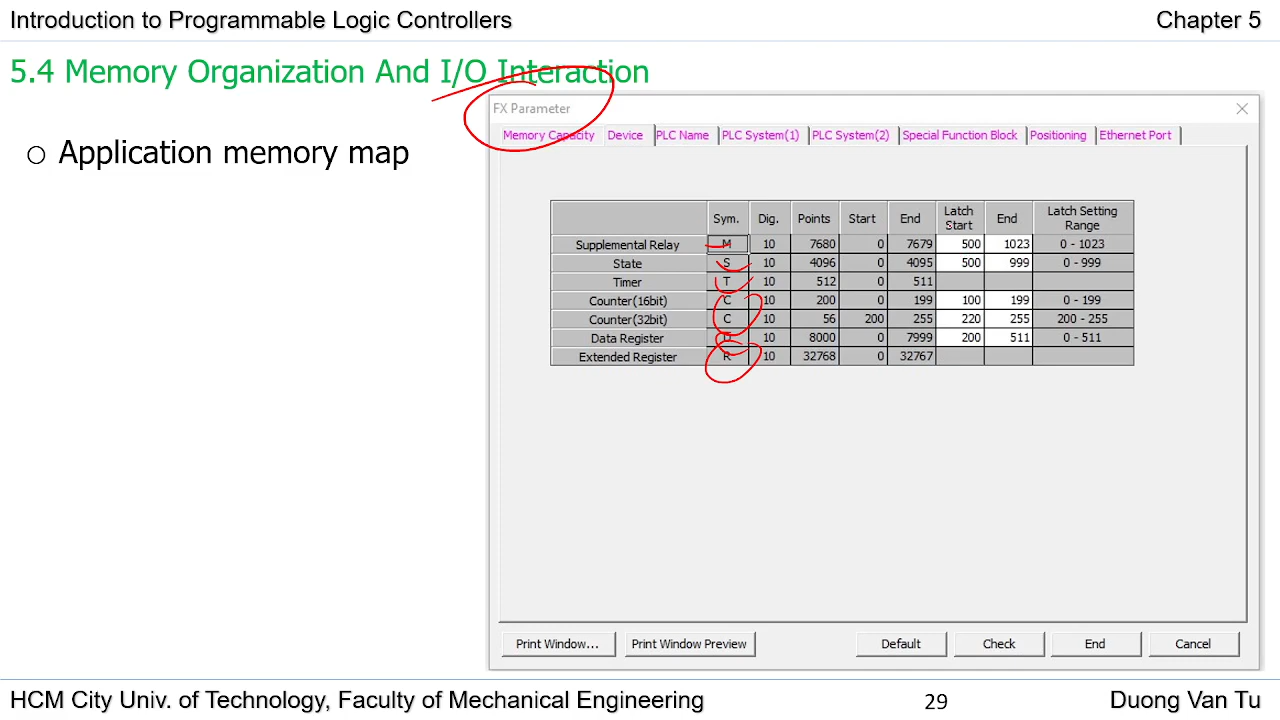 Introduction to Programmable Logic Controllers Chapter 5
5.4 Memory Organization And I/O Interaction
○ Application memory map
FX Parameter
Memory Capacity Device PLC Name PLC System(1) PLC System(2) Special Function Block Positioning Ethernet Port
Sym. Dig. Points Start End Latch Start End Latch Setting Range
Supplemental Relay M 10 7680 0 7679 500 1023 0 - 1023
State S 10 4096 0 4095 500 999 0 - 999
Timer T 10 512 0 511
Counter(16bit) C 10 200 0 199 100 199 0 - 199
Counter(32bit) C 10 56 200 255 220 255 200 - 255
Data Register D 10 8000 0 7999 200 511 0 - 511
Extended Register R 10 32768 0 32767
Print Window... Print Window Preview Default Check End Cancel
HCM City Univ. of Technology, Faculty of Mechanical Engineering 29 Duong Van Tu